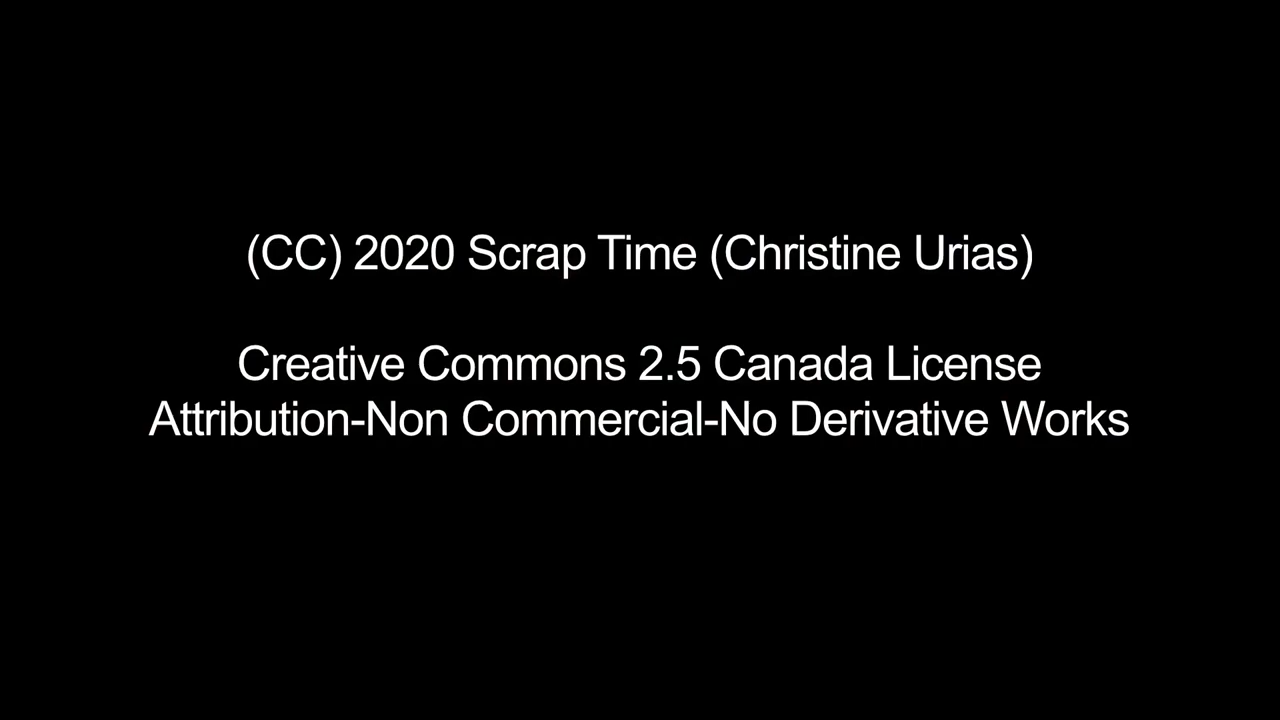 (CC) 2020 Scrap Time (Christine Urias)
Creative Commons 2.5 Canada License
Attribution-Non Commercial-No Derivative Works